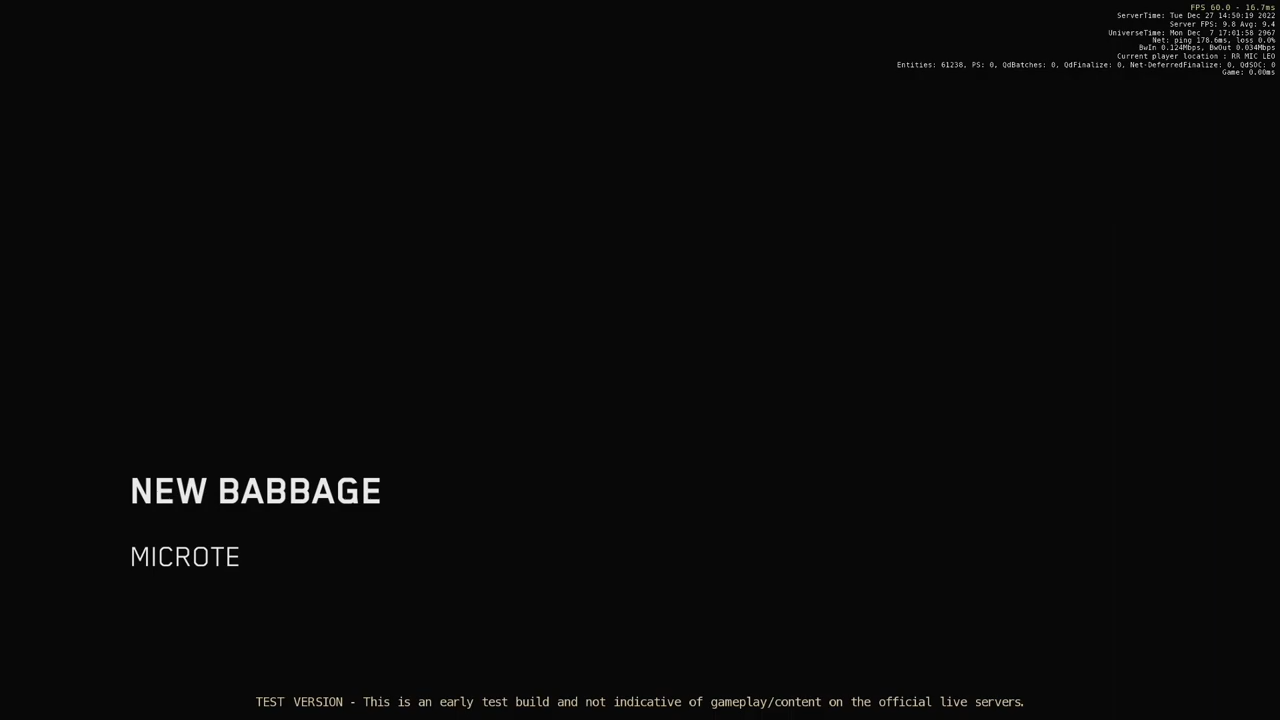 FPS 60.0 - 16.7ms
ServerTime: Tue Dec 27 14:50:19 2022
Server FPS: 9.8 Avg: 9.4
UniverseTime: Mon Dec  7 17:01:58 2967
Net: ping 178.6ms, loss 0.0%
BwIn 0.124Mbps, BwOut 0.034Mbps
Current player location : RR MIC LEO
Entities: 61238, PS: 0, QdBatches: 0, QdFinalize: 0, Net-DeferredFinalize: 0, QdSOC: 0
Game: 0.00ms
NEW BABBAGE
MICROTE
TEST VERSION - This is an early test build and not indicative of gameplay/content on the official live servers.